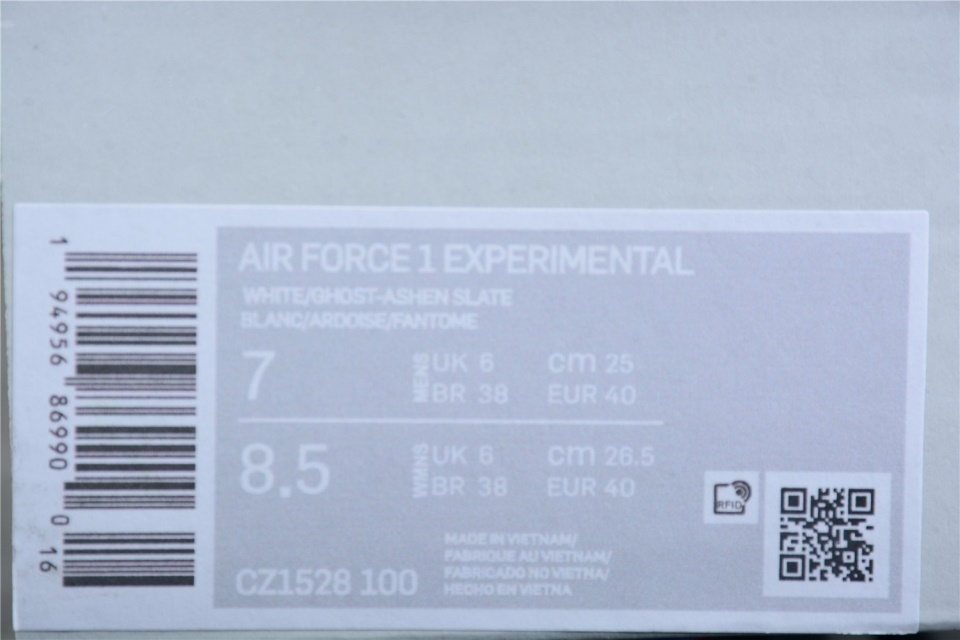 AIR FORCE 1 EXPERIMENTAL
WHITE/GHOST-ASHEN SLATE
BLANC/ARDOISE/FANTOME
7 MENS UK 6 cm 25
BR 38 EUR 40
8.5 WMNS UK 6 cm 26.5
BR 38 EUR 40
MADE IN VIETNAM/
FABRIQUE AU VIETNAM/
FABRICADO NO VIETNA/
HECHO EN VIETNA
CZ1528 100
RFID
1 94956 86990 0 16